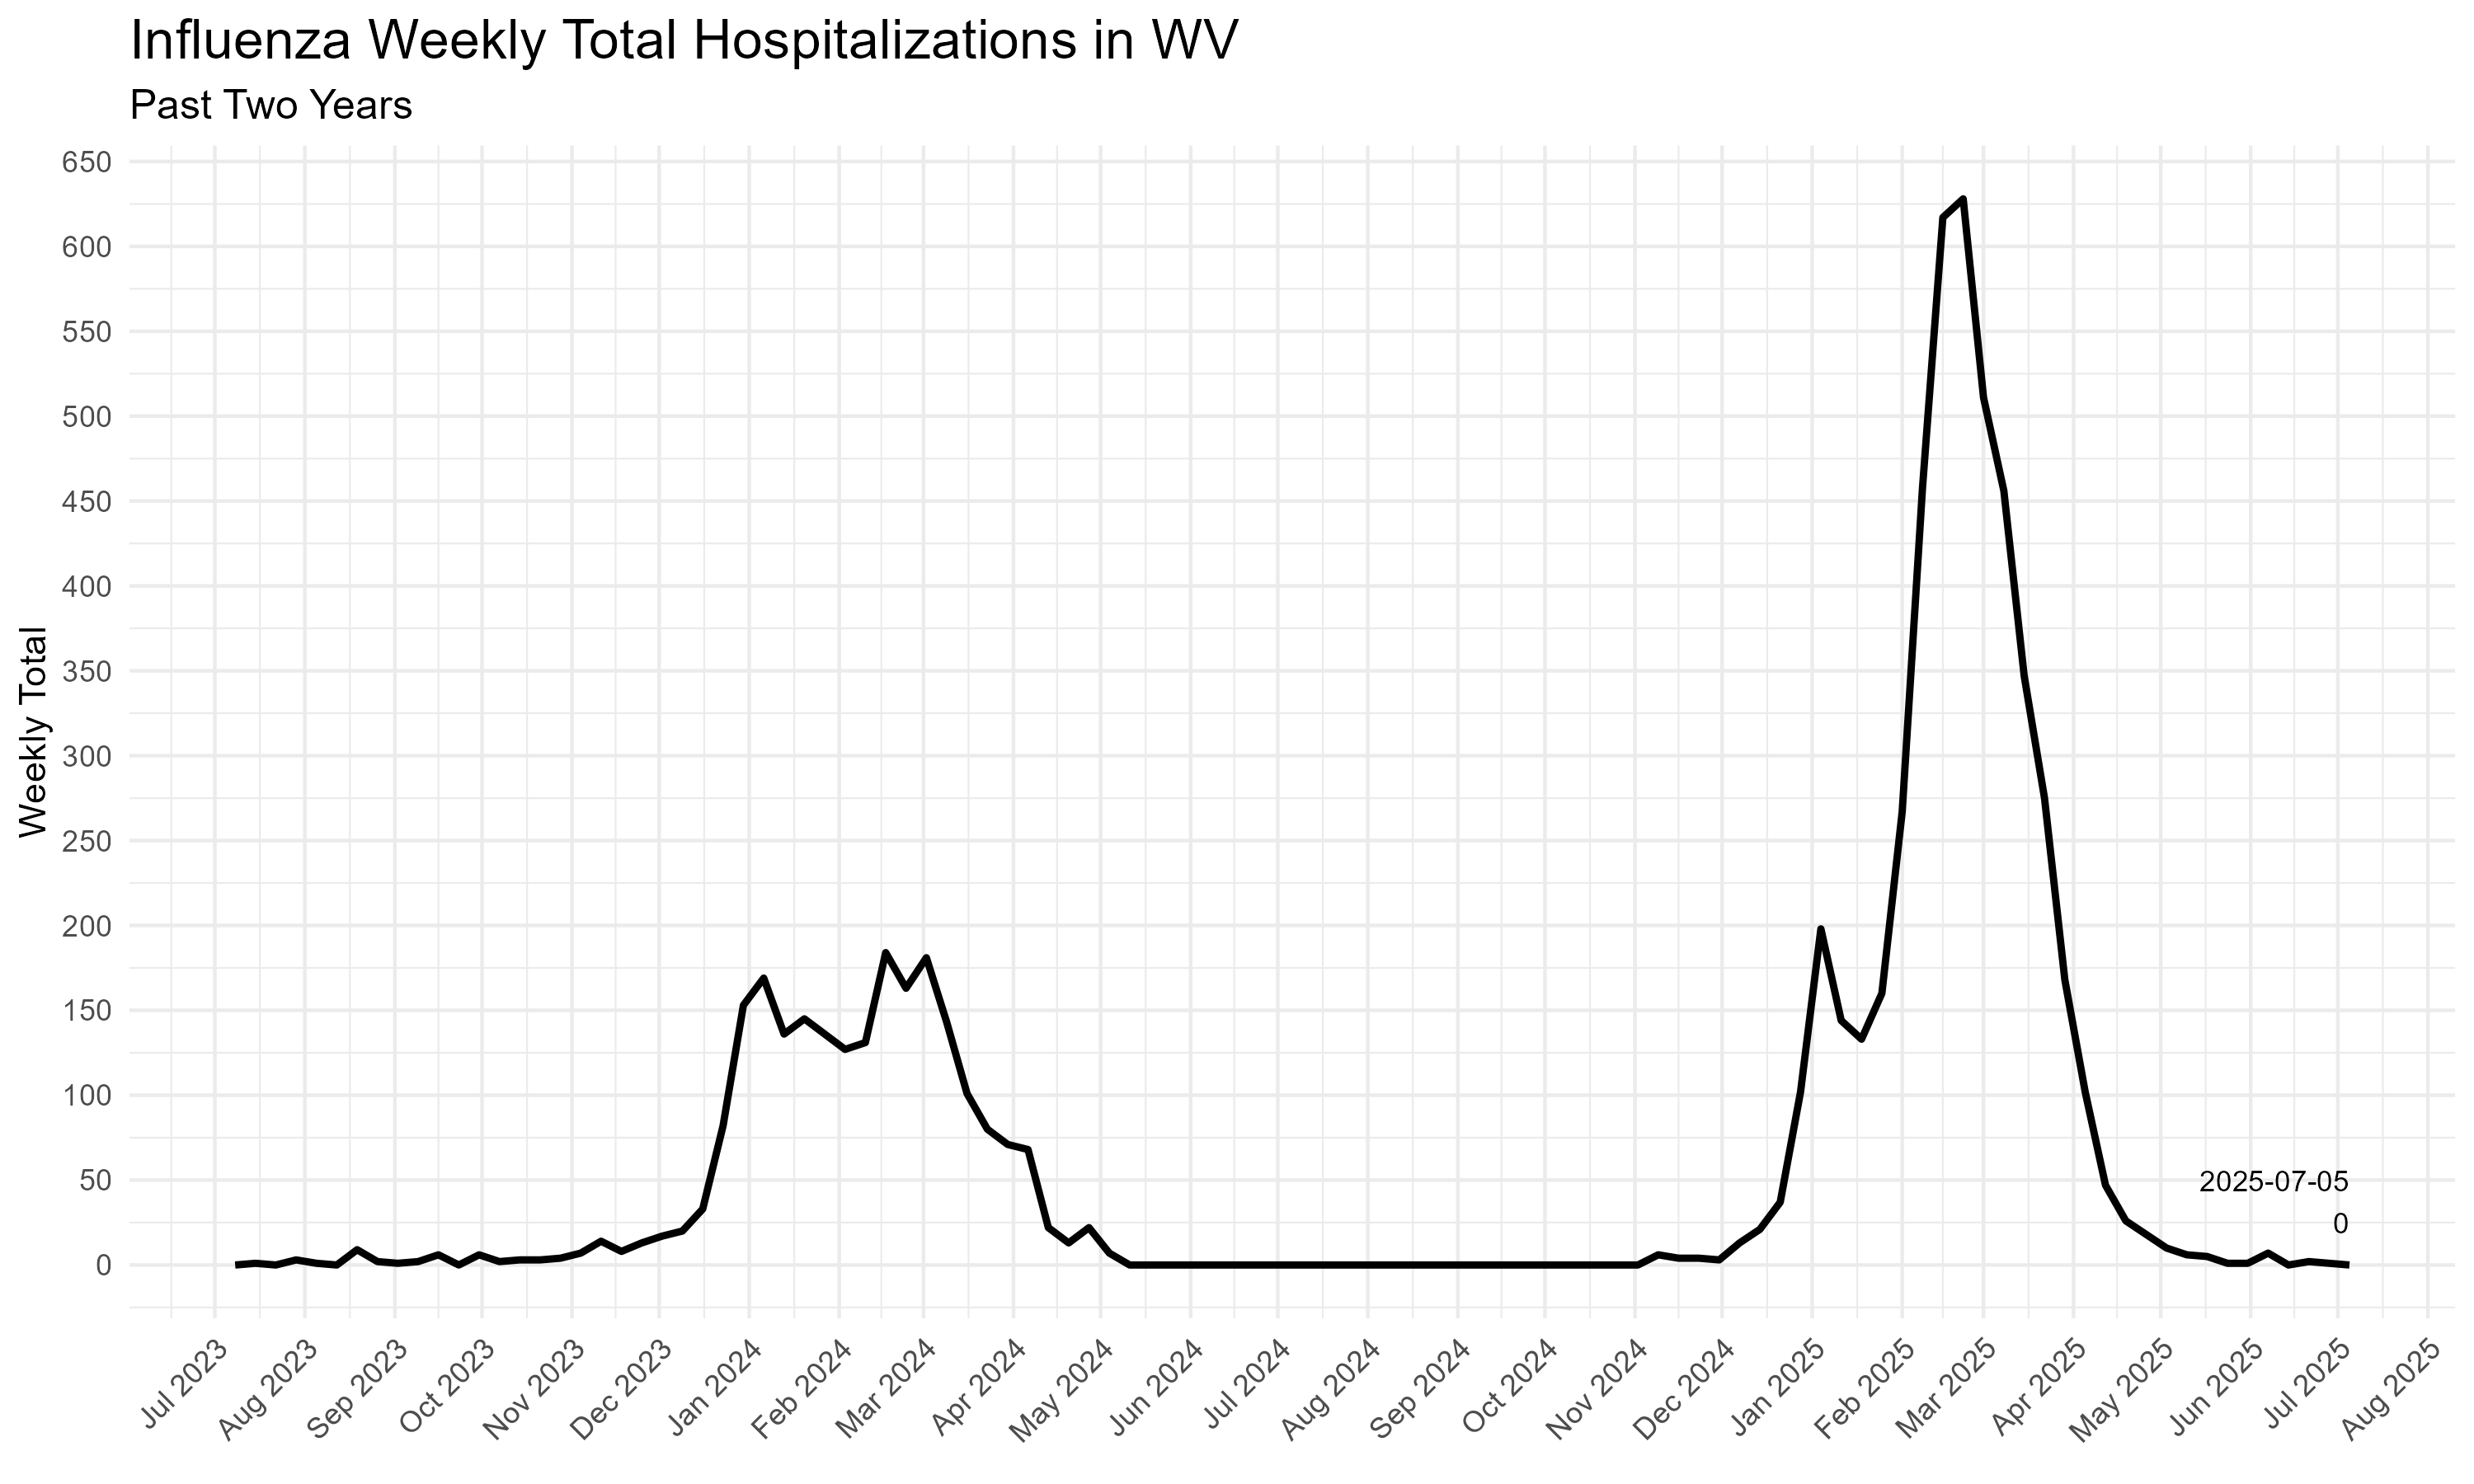 Influenza Weekly Total Hospitalizations in WV
Past Two Years
Weekly Total
650
600
550
500
450
400
350
300
250
200
150
100
50
0
2025-07-05
0
Jul 2023
Aug 2023
Sep 2023
Oct 2023
Nov 2023
Dec 2023
Jan 2024
Feb 2024
Mar 2024
Apr 2024
May 2024
Jun 2024
Jul 2024
Aug 2024
Sep 2024
Oct 2024
Nov 2024
Dec 2024
Jan 2025
Feb 2025
Mar 2025
Apr 2025
May 2025
Jun 2025
Jul 2025
Aug 2025